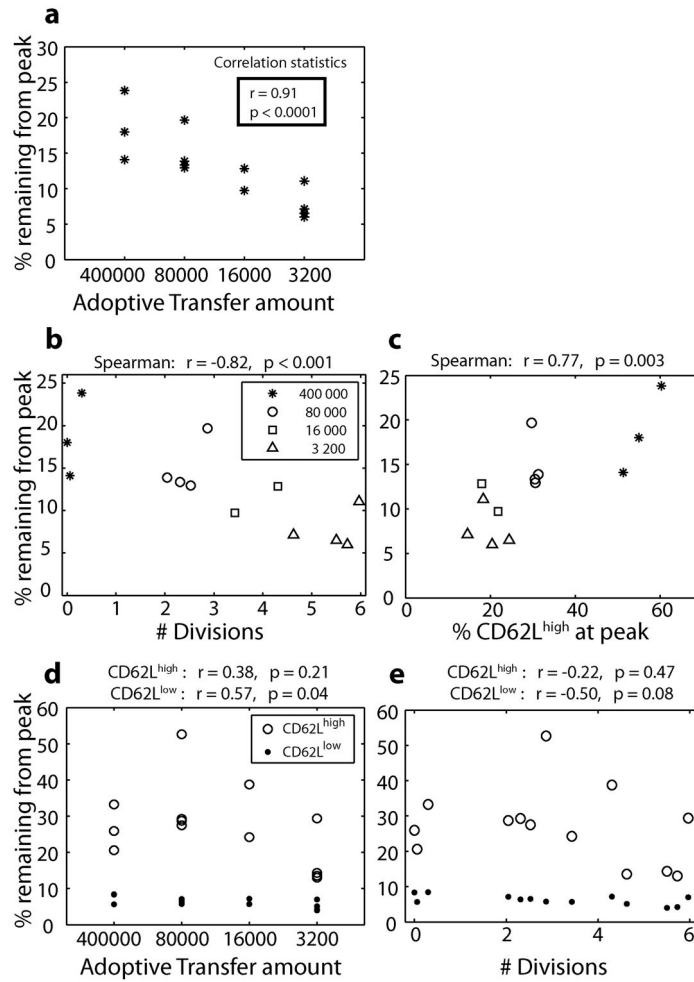 a
30
25
20
15
10
5
0
Correlation statistics
r = 0.91
p < 0.0001
% remaining from peak
400000 80000 16000 3200
Adoptive Transfer amount
b
Spearman: r = -0.82, p < 0.001
25
20
15
10
5
0
400 000
80 000
16 000
3 200
% remaining from peak
0 1 2 3 4 5 6
# Divisions
c
Spearman: r = 0.77, p = 0.003
25
20
15
10
5
0
0 20 40 60
% CD62Lhigh at peak
d
CD62Lhigh : r = 0.38, p = 0.21
CD62Llow : r = 0.57, p = 0.04
60
50
40
30
20
10
0
CD62Lhigh
CD62Llow
% remaining from peak
400000 80000 16000 3200
Adoptive Transfer amount
e
CD62Lhigh : r = -0.22, p = 0.47
CD62Llow : r = -0.50, p = 0.08
60
50
40
30
20
10
0
0 2 4 6
# Divisions